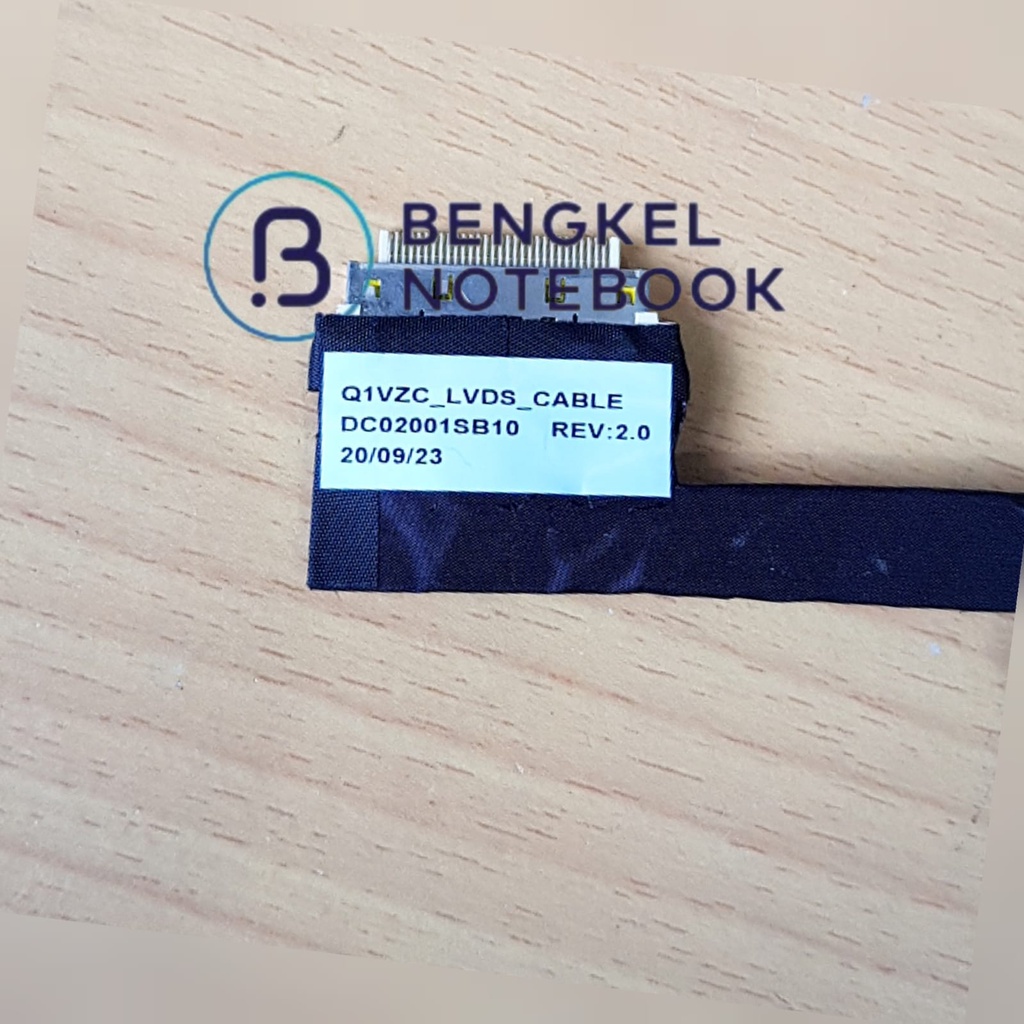 BENGKEL
NOTEBOOK
Q1VZC_LVDS_CABLE
DC02001SB10 REV:2.0
20/09/23